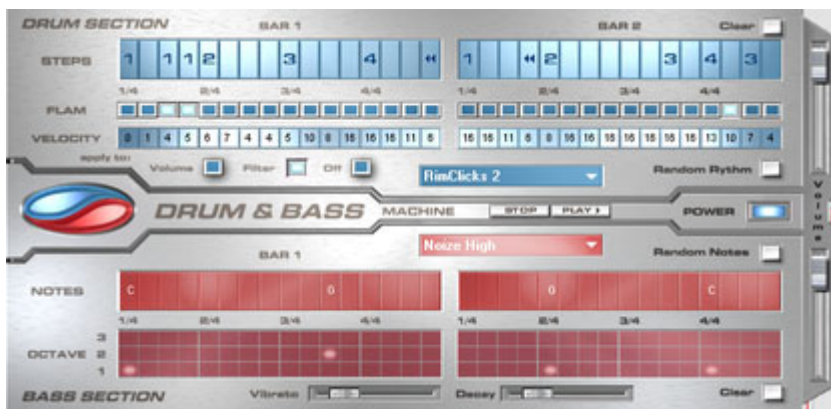 DRUM SECTION BAR 1 BAR 2 Clear
STEPS 1 1 1 2 3 4 1 2 3 4 3
1/4 2/4 3/4 4/4 1/4 2/4 3/4 4/4
FLAM
VELOCITY 0 1 4 5 6 7 4 4 5 10 8 16 16 16 11 6 16 16 11 6 8 16 16 16 16 16 16 16 13 10 7 4
apply to: Volume Filter Off RimClicks 2 Random Rythm
DRUM & BASS MACHINE STOP PLAY POWER
Volume
BAR 1 Noize High Random Notes
NOTES C G G C
1/4 2/4 3/4 4/4 1/4 2/4 3/4 4/4
3
OCTAVE 2
1
BASS SECTION Vibrato Decay Clear